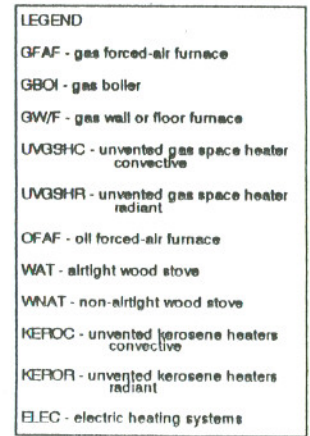 LEGEND
GFAF - gas forced-air furnace
GBOI - gas boiler
GW/F - gas wall or floor furnace
UVGSHC - unvented gas space heater
convective
UVGSHR - unvented gas space heater
radiant
OFAF - oil forced-air furnace
WAT - airtight wood stove
WNAT - non-airtight wood stove
KEROC - unvented kerosene heaters
convective
KEROR - unvented kerosene heaters
radiant
ELEC - electric heating systems